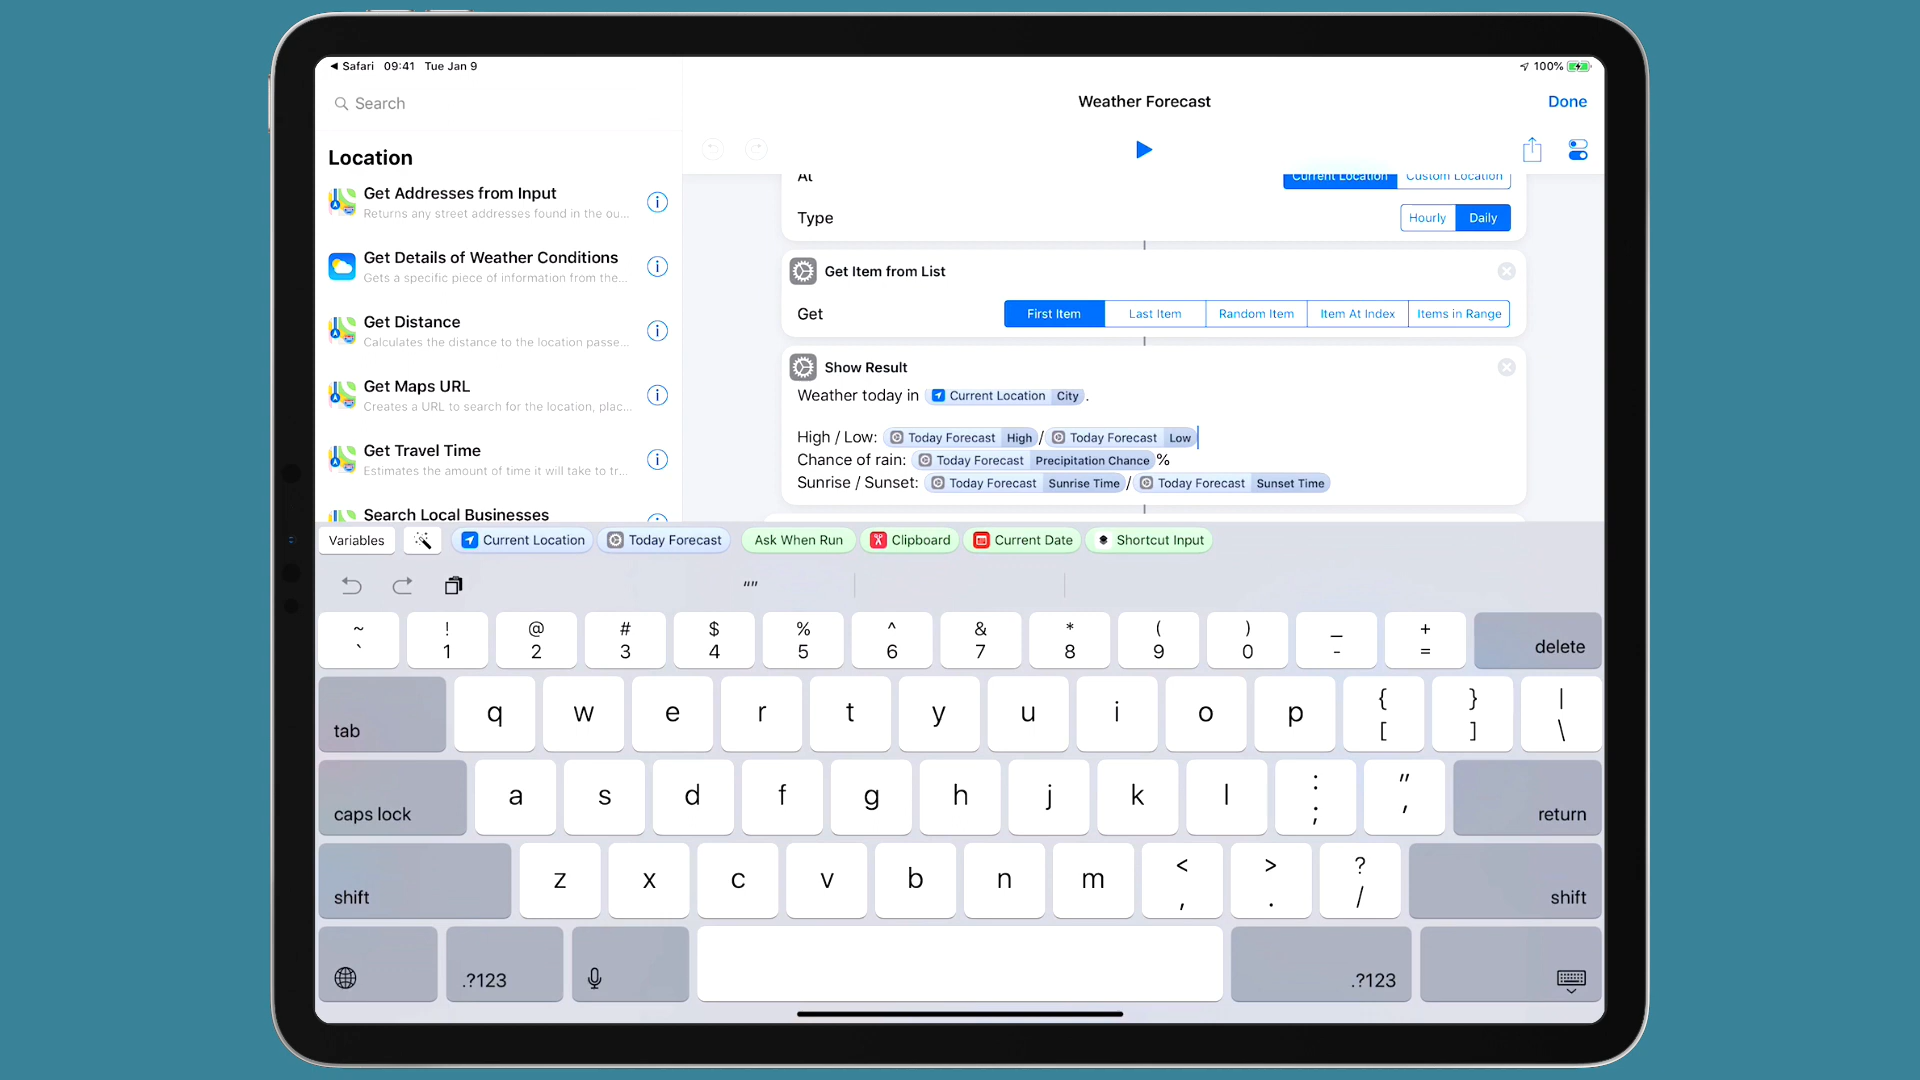 Safari 09:41 Tue Jan 9
100%
Search
Weather Forecast
Done
Location
Get Addresses from Input
Returns any street addresses found in the ou...
Get Details of Weather Conditions
Gets a specific piece of information from the...
Get Distance
Calculates the distance to the location passe...
Get Maps URL
Creates a URL to search for the location, plac...
Get Travel Time
Estimates the amount of time it will take to tr...
Search Local Businesses
At Current Location Custom Location
Type Hourly Daily
Get Item from List
Get First Item Last Item Random Item Item At Index Items in Range
Show Result
Weather today in Current Location City .
High / Low: Today Forecast High / Today Forecast Low
Chance of rain: Today Forecast Precipitation Chance %
Sunrise / Sunset: Today Forecast Sunrise Time / Today Forecast Sunset Time
Variables Current Location Today Forecast Ask When Run Clipboard Current Date Shortcut Input
“”
~ ! @ # $ % ^ & * ( ) _ +
` 1 2 3 4 5 6 7 8 9 0 - = delete
tab q w e r t y u i o p { [ } ] | \
caps lock a s d f g h j k l : ; " ' return
shift z x c v b n m < , > . ? / shift
.?123 .?123